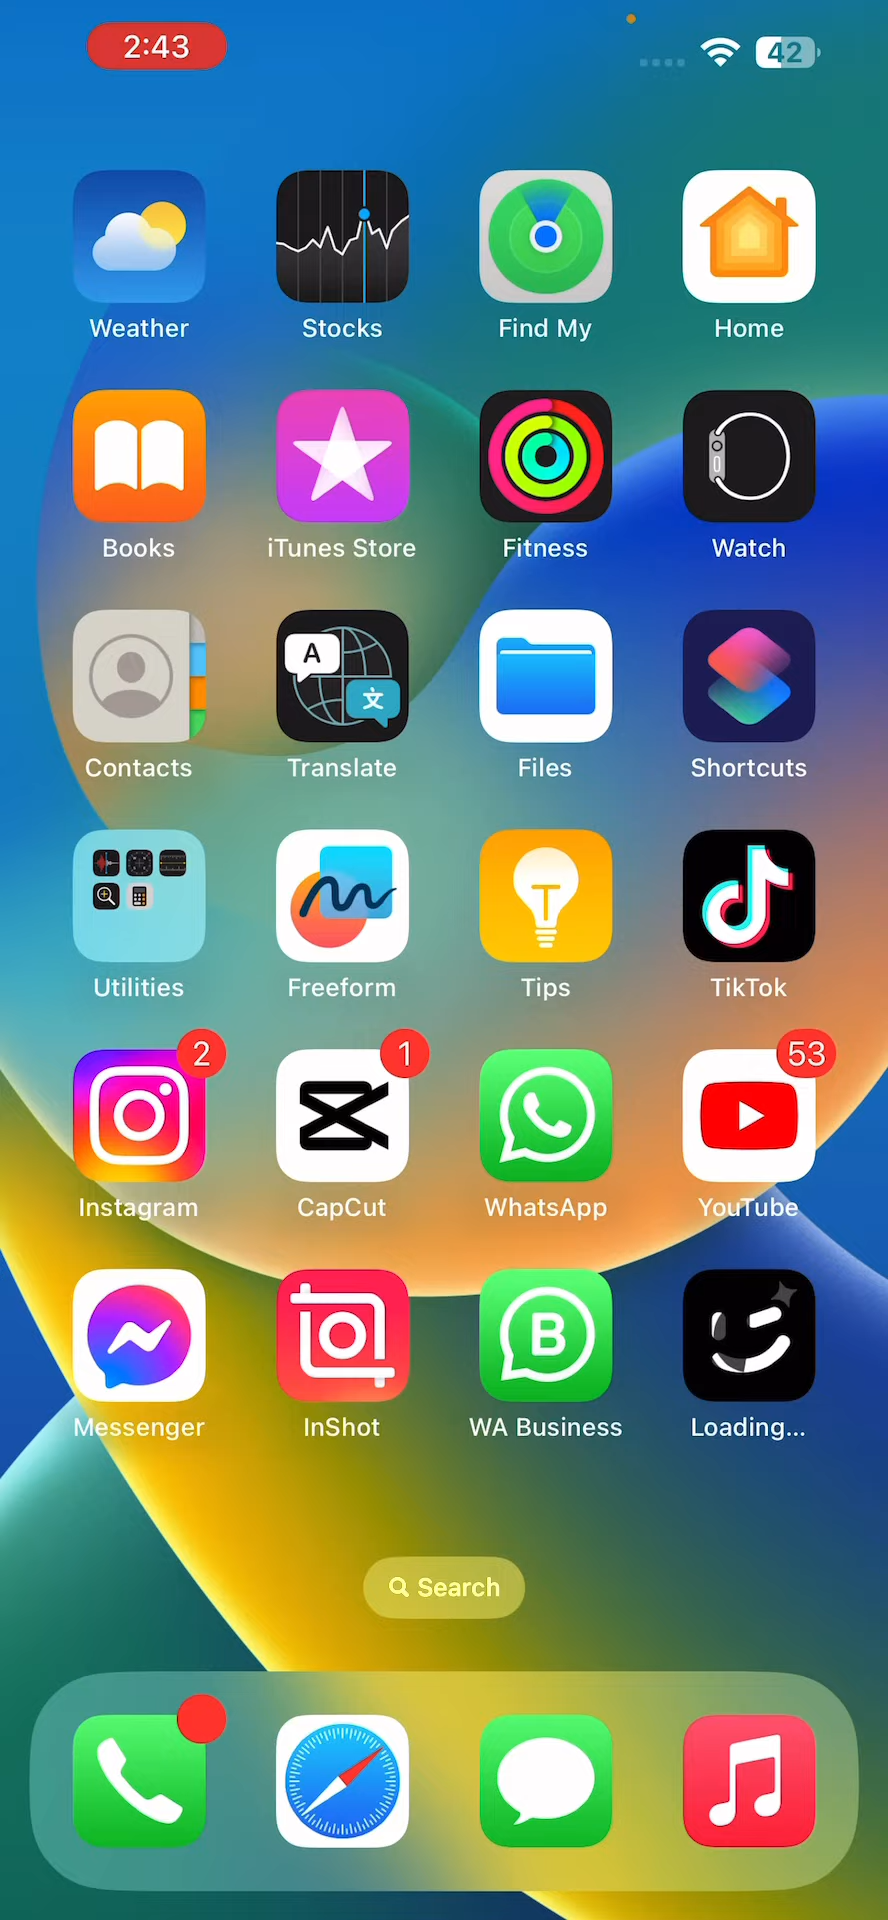 2:43
42
Weather
Stocks
Find My
Home
Books
iTunes Store
Fitness
Watch
A
文
Contacts
Translate
Files
Shortcuts
Utilities
Freeform
Tips
TikTok
2
1
53
Instagram
CapCut
WhatsApp
YouTube
B
Messenger
InShot
WA Business
Loading...
Search